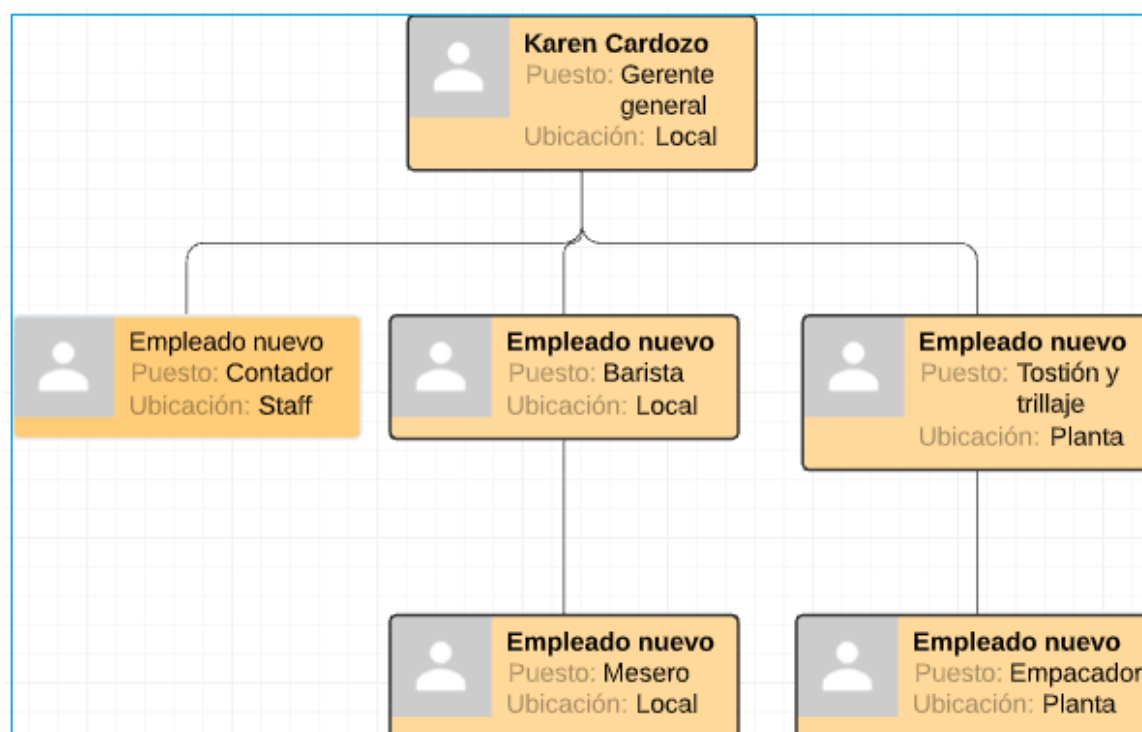 Karen Cardozo
Puesto: Gerente
general
Ubicación: Local
Empleado nuevo
Puesto: Contador
Ubicación: Staff
Empleado nuevo
Puesto: Barista
Ubicación: Local
Empleado nuevo
Puesto: Tostión y
trillaje
Ubicación: Planta
Empleado nuevo
Puesto: Mesero
Ubicación: Local
Empleado nuevo
Puesto: Empacador
Ubicación: Planta